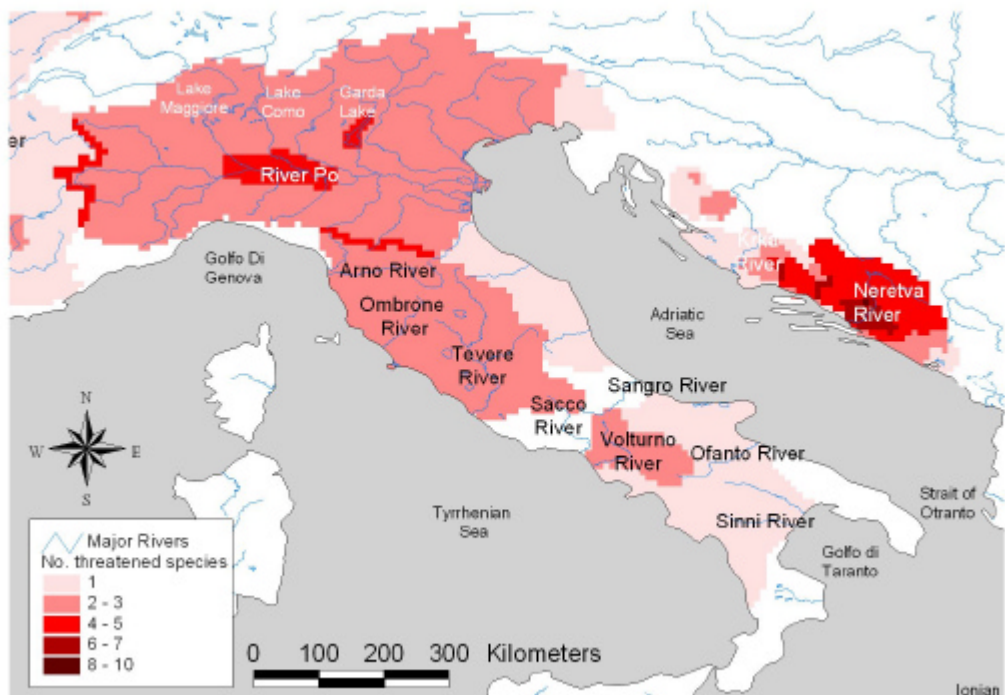 er
Lake
Maggiore
Lake
Como
Garda
Lake
River Po
Golfo Di
Genova
Arno River
Ombrone
River
Tevere
River
Sacco
River
Sangro River
Volturno
River
Ofanto River
Sinni River
Adriatic
Sea
Krka
River
Neretva
River
Tyrrhenian
Sea
Strait of
Otranto
Golfo di
Taranto
Ionian
N
W
E
S
Major Rivers
No. threatened species
1
2 - 3
4 - 5
6 - 7
8 - 10
0 100 200 300 Kilometers